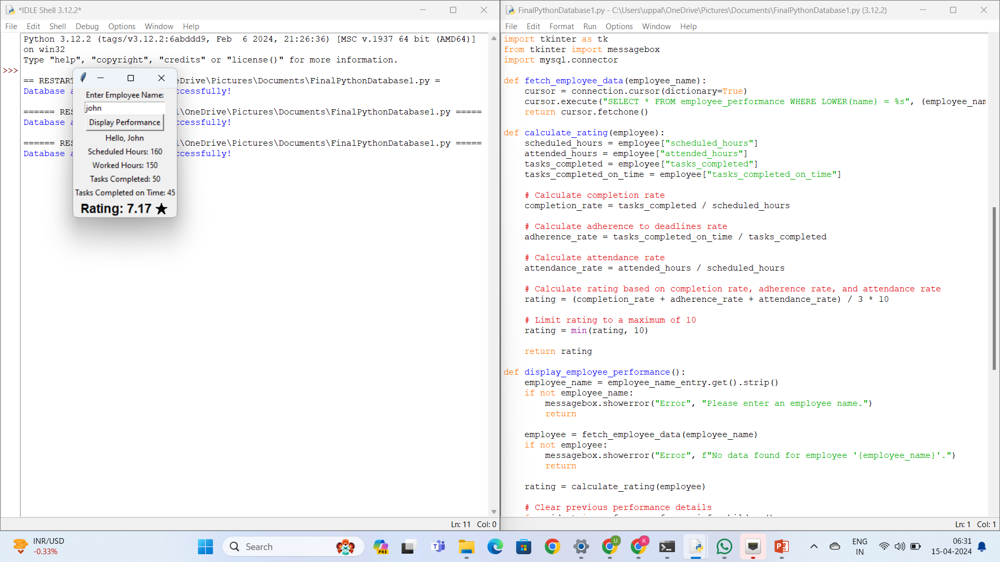 *IDLE Shell 3.12.2*
File Edit Shell Debug Options Window Help
Python 3.12.2 (tags/v3.12.2:6abddd9, Feb  6 2024, 21:26:36) [MSC v.1937 64 bit (AMD64)]
on win32
Type "help", "copyright", "credits" or "license()" for more information.
>>>
== RESTART eDrive\Pictures\Documents\FinalPythonDatabase1.py =
Database a ccessfully!
====== RES l\OneDrive\Pictures\Documents\FinalPythonDatabase1.py =====
Database a ccessfully!
====== RES l\OneDrive\Pictures\Documents\FinalPythonDatabase1.py =====
Database a ccessfully!
Enter Employee Name:
john
Display Performance
Hello, John
Scheduled Hours: 160
Worked Hours: 150
Tasks Completed: 50
Tasks Completed on Time: 45
Rating: 7.17 ★
Ln: 11 Col: 0
FinalPythonDatabase1.py - C:\Users\uppal\OneDrive\Pictures\Documents\FinalPythonDatabase1.py (3.12.2)
File Edit Format Run Options Window Help
import tkinter as tk
from tkinter import messagebox
import mysql.connector
def fetch_employee_data(employee_name):
    cursor = connection.cursor(dictionary=True)
    cursor.execute("SELECT * FROM employee_performance WHERE LOWER(name) = %s", (employee_nam
    return cursor.fetchone()
def calculate_rating(employee):
    scheduled_hours = employee["scheduled_hours"]
    attended_hours = employee["attended_hours"]
    tasks_completed = employee["tasks_completed"]
    tasks_completed_on_time = employee["tasks_completed_on_time"]
    # Calculate completion rate
    completion_rate = tasks_completed / scheduled_hours
    # Calculate adherence to deadlines rate
    adherence_rate = tasks_completed_on_time / tasks_completed
    # Calculate attendance rate
    attendance_rate = attended_hours / scheduled_hours
    # Calculate rating based on completion rate, adherence rate, and attendance rate
    rating = (completion_rate + adherence_rate + attendance_rate) / 3 * 10
    # Limit rating to a maximum of 10
    rating = min(rating, 10)
    return rating
def display_employee_performance():
    employee_name = employee_name_entry.get().strip()
    if not employee_name:
        messagebox.showerror("Error", "Please enter an employee name.")
        return
    employee = fetch_employee_data(employee_name)
    if not employee:
        messagebox.showerror("Error", f"No data found for employee '{employee_name}'.")
        return
    rating = calculate_rating(employee)
    # Clear previous performance details
Ln: 1 Col: 1
INR/USD
-0.33%
Search
PRE
U
K
ENG
IN
06:31
15-04-2024